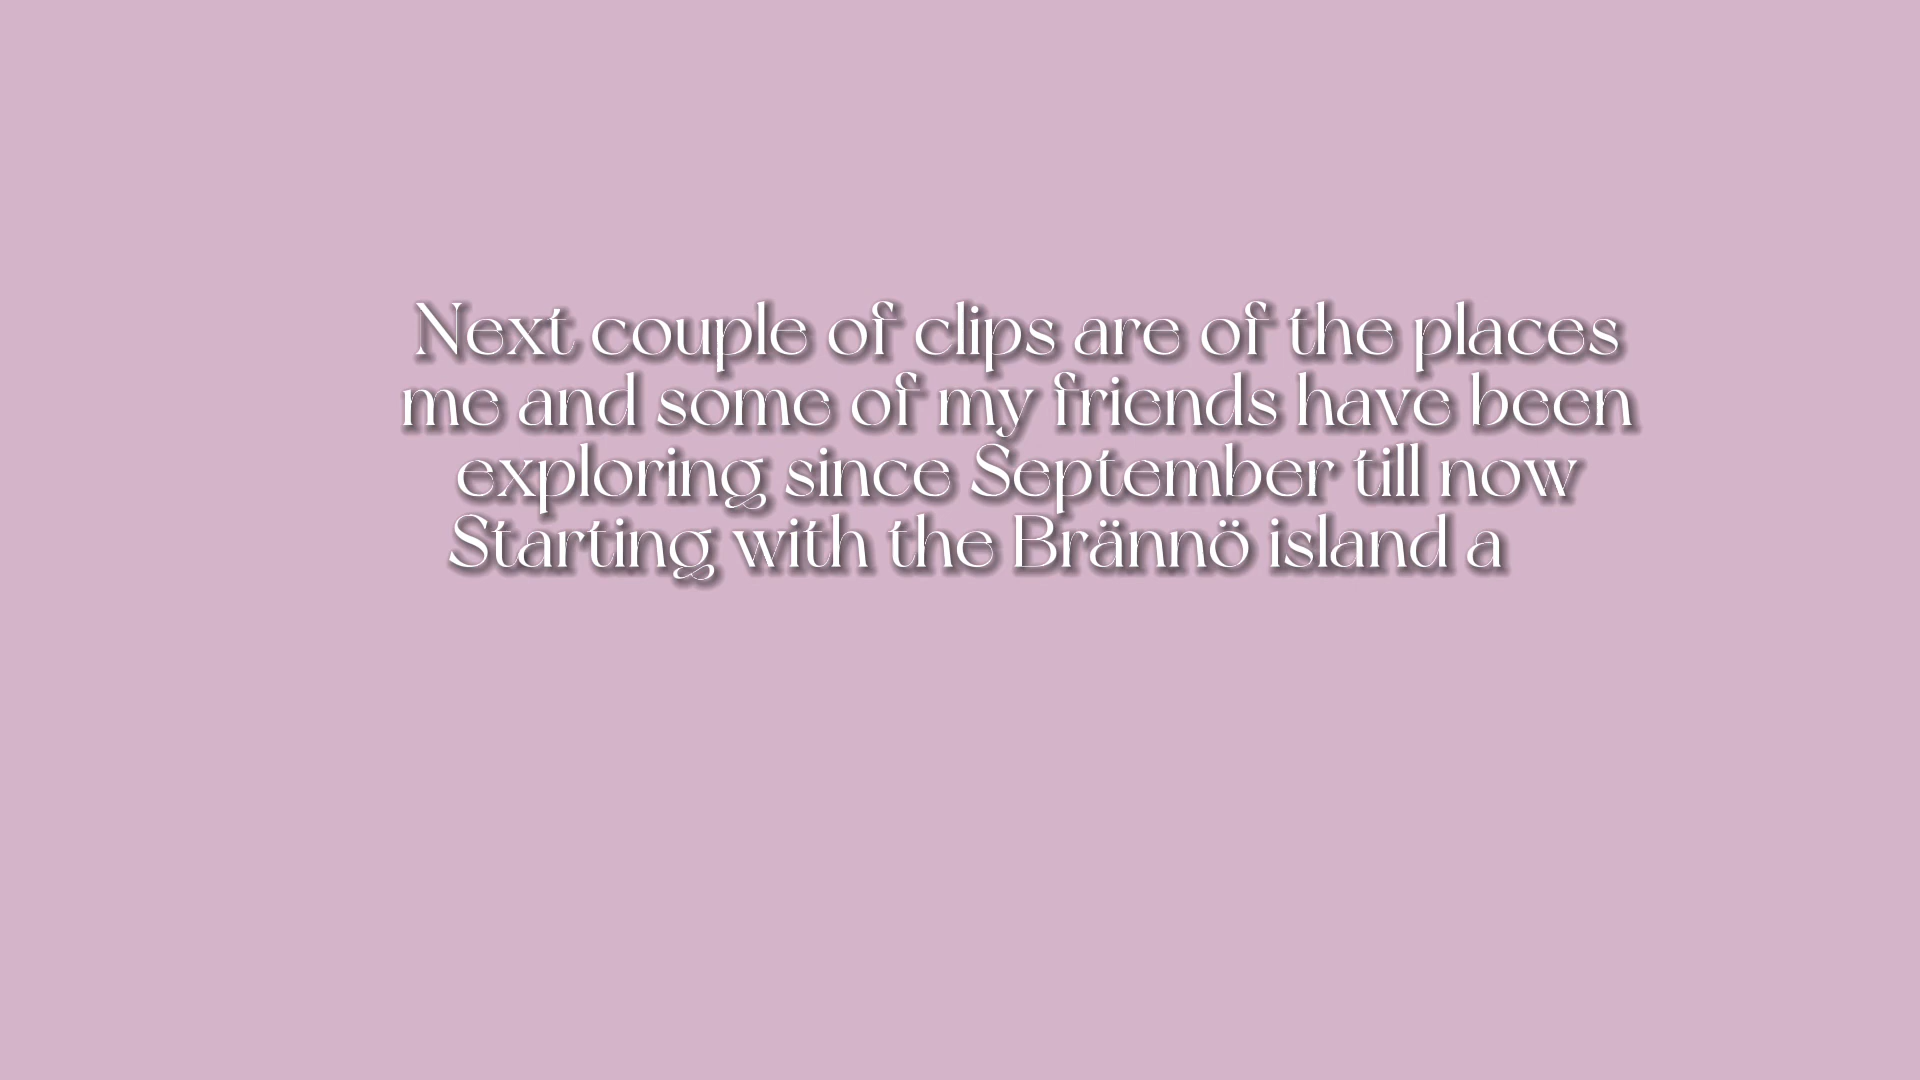 Next couple of clips are of the places
me and some of my friends have been
exploring since September till now
Starting with the Brännö island a